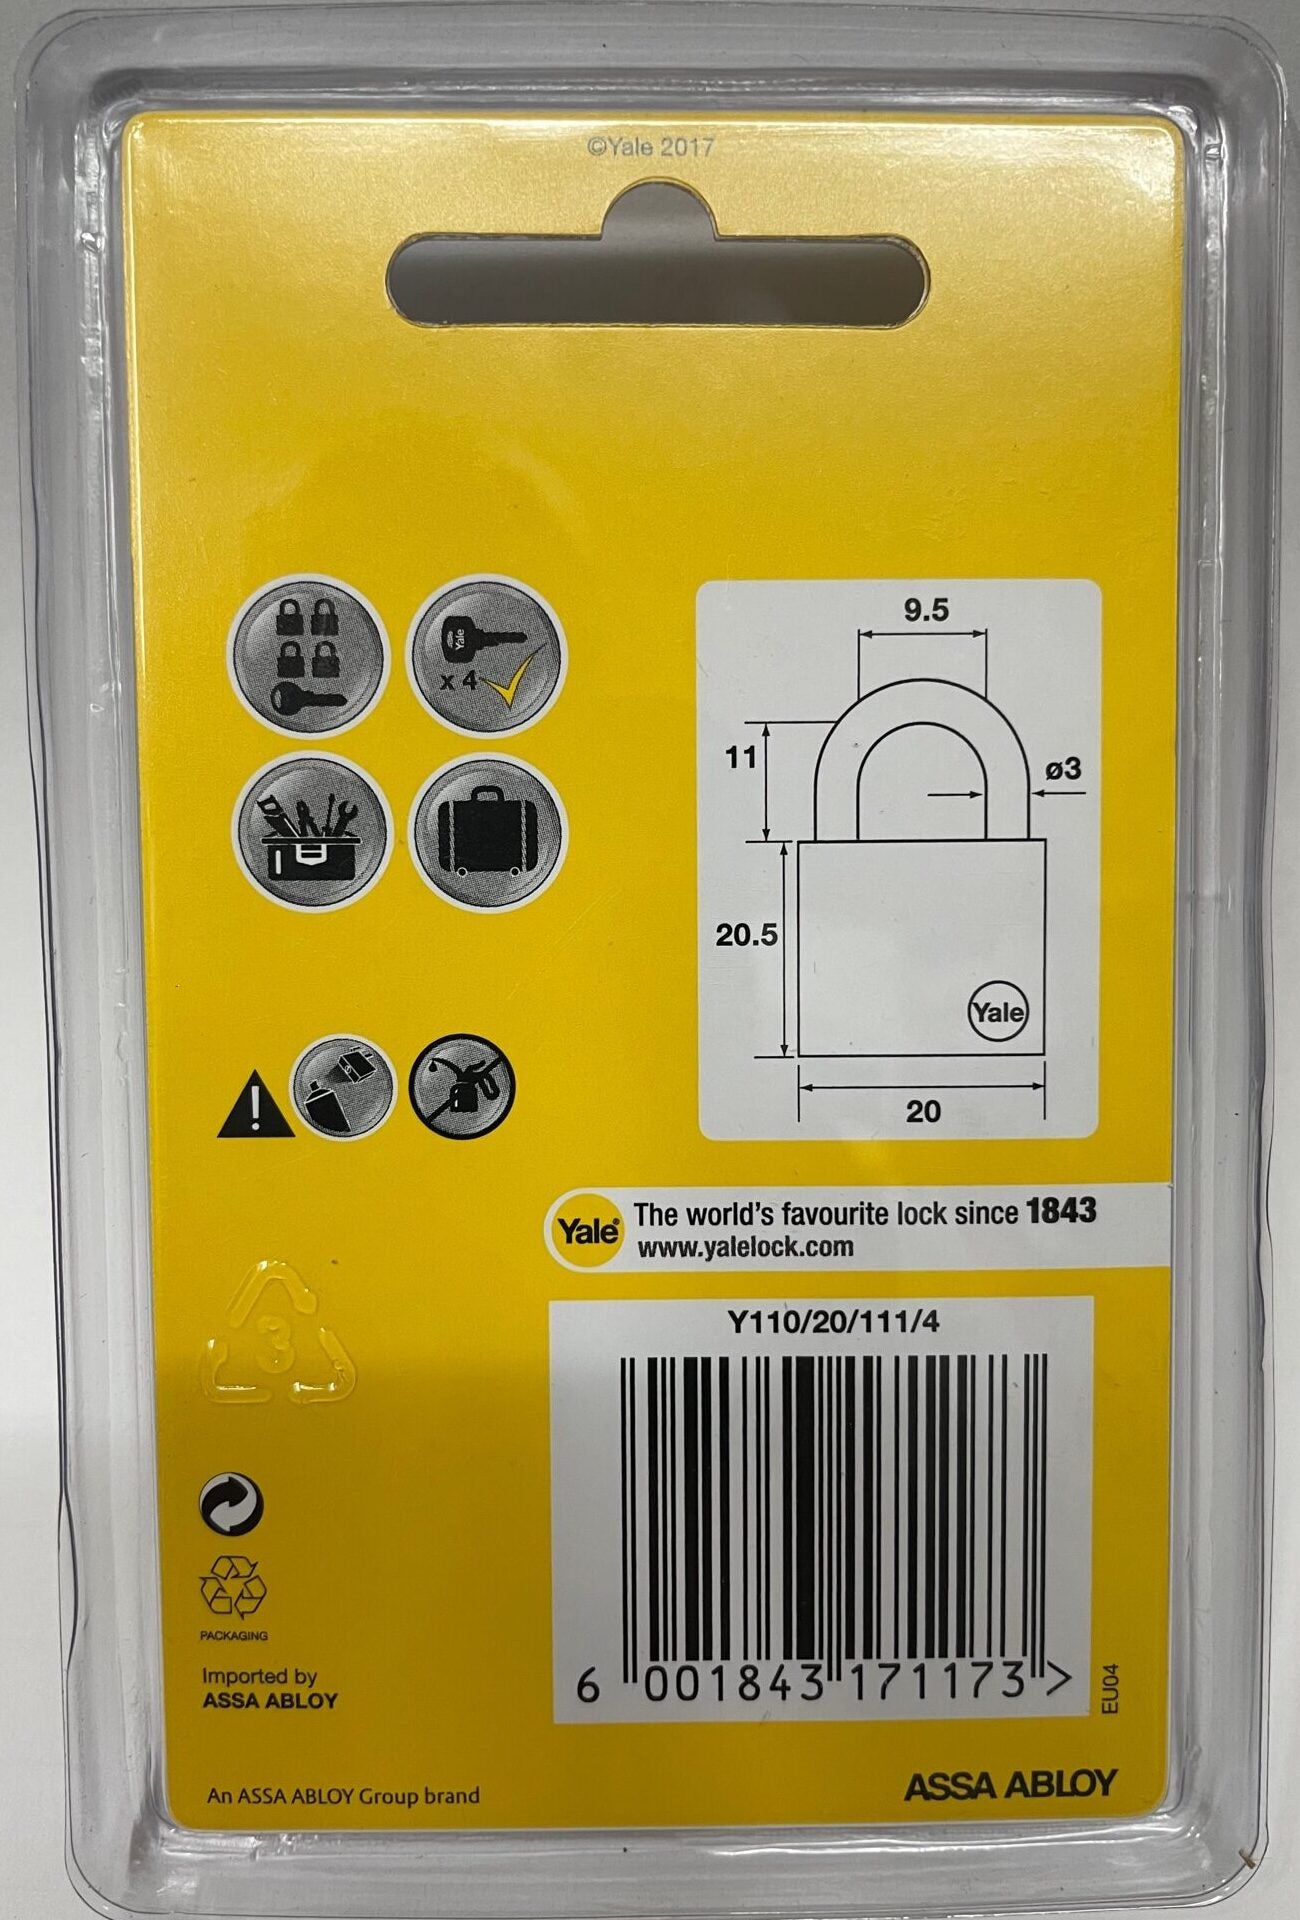 ©Yale 2017
Yale
x 4
9.5
11
ø3
20.5
Yale
20
Yale®
The world's favourite lock since 1843
www.yalelock.com
3
Y110/20/111/4
6 001843 171173 >
EU04
PACKAGING
Imported by
ASSA ABLOY
An ASSA ABLOY Group brand
ASSA ABLOY